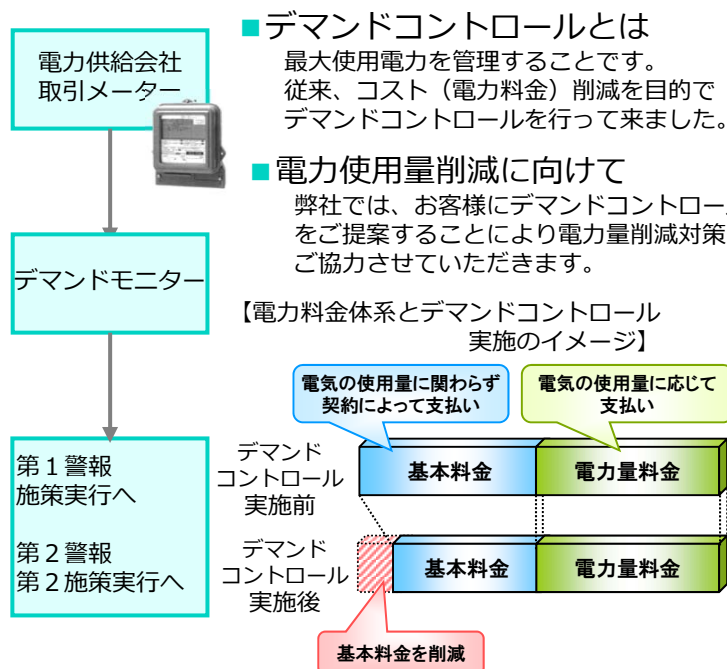 電力供給会社
取引メーター
デマンドモニター
第１警報
施策実行へ
第２警報
第２施策実行へ
■デマンドコントロールとは
最大使用電力を管理することです。
従来、コスト（電力料金）削減を目的で
デマンドコントロールを行って来ました。
■電力使用量削減に向けて
弊社では、お客様にデマンドコントロー
をご提案することにより電力量削減対策
ご協力させていただきます。
【電力料金体系とデマンドコントロール
実施のイメージ】
電気の使用量に関わらず
契約によって支払い
電気の使用量に応じて
支払い
デマンド
コントロール
実施前
基本料金
電力量料金
デマンド
コントロール
実施後
基本料金
電力量料金
基本料金を削減